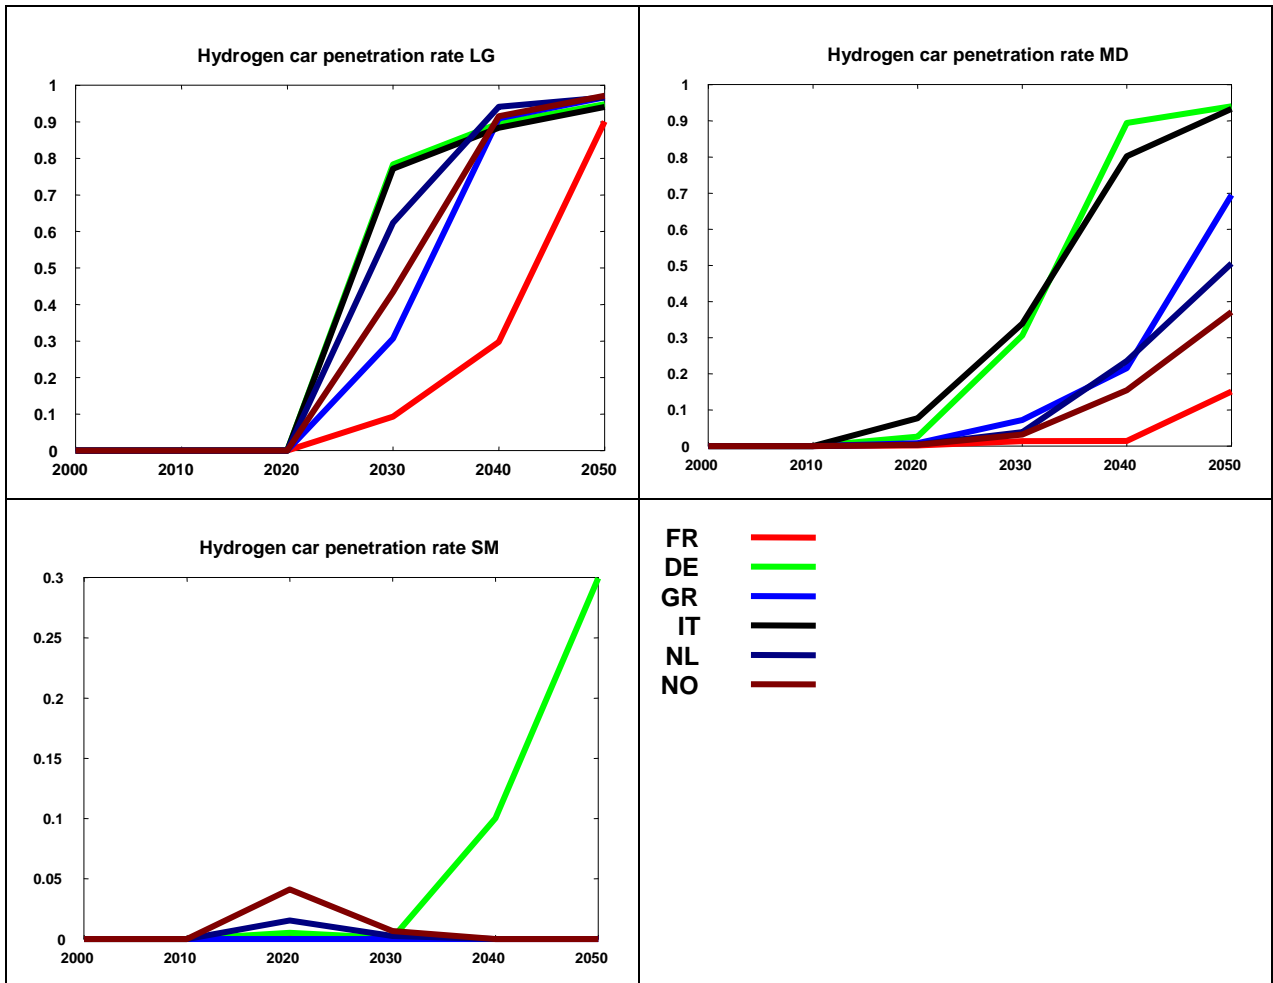 Hydrogen car penetration rate LG
1
0.9
0.8
0.7
0.6
0.5
0.4
0.3
0.2
0.1
0
2000 2010 2020 2030 2040 2050
Hydrogen car penetration rate MD
1
0.9
0.8
0.7
0.6
0.5
0.4
0.3
0.2
0.1
0
2000 2010 2020 2030 2040 2050
Hydrogen car penetration rate SM
0.3
0.25
0.2
0.15
0.1
0.05
0
2000 2010 2020 2030 2040 2050
FR
DE
GR
IT
NL
NO